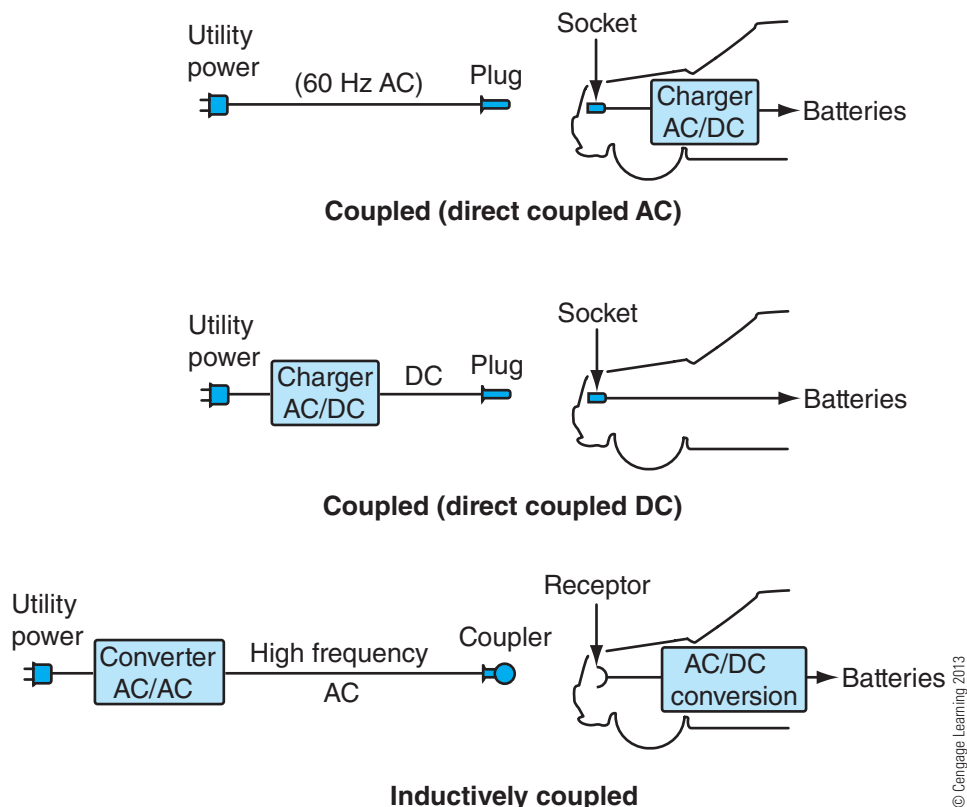 Utility
power
(60 Hz AC)
Plug
Socket
Charger
AC/DC
Batteries
Coupled (direct coupled AC)
Utility
power
Charger
AC/DC
DC
Plug
Socket
Batteries
Coupled (direct coupled DC)
Utility
power
Converter
AC/AC
High frequency
AC
Coupler
Receptor
AC/DC
conversion
Batteries
Inductively coupled
© Cengage Learning 2013